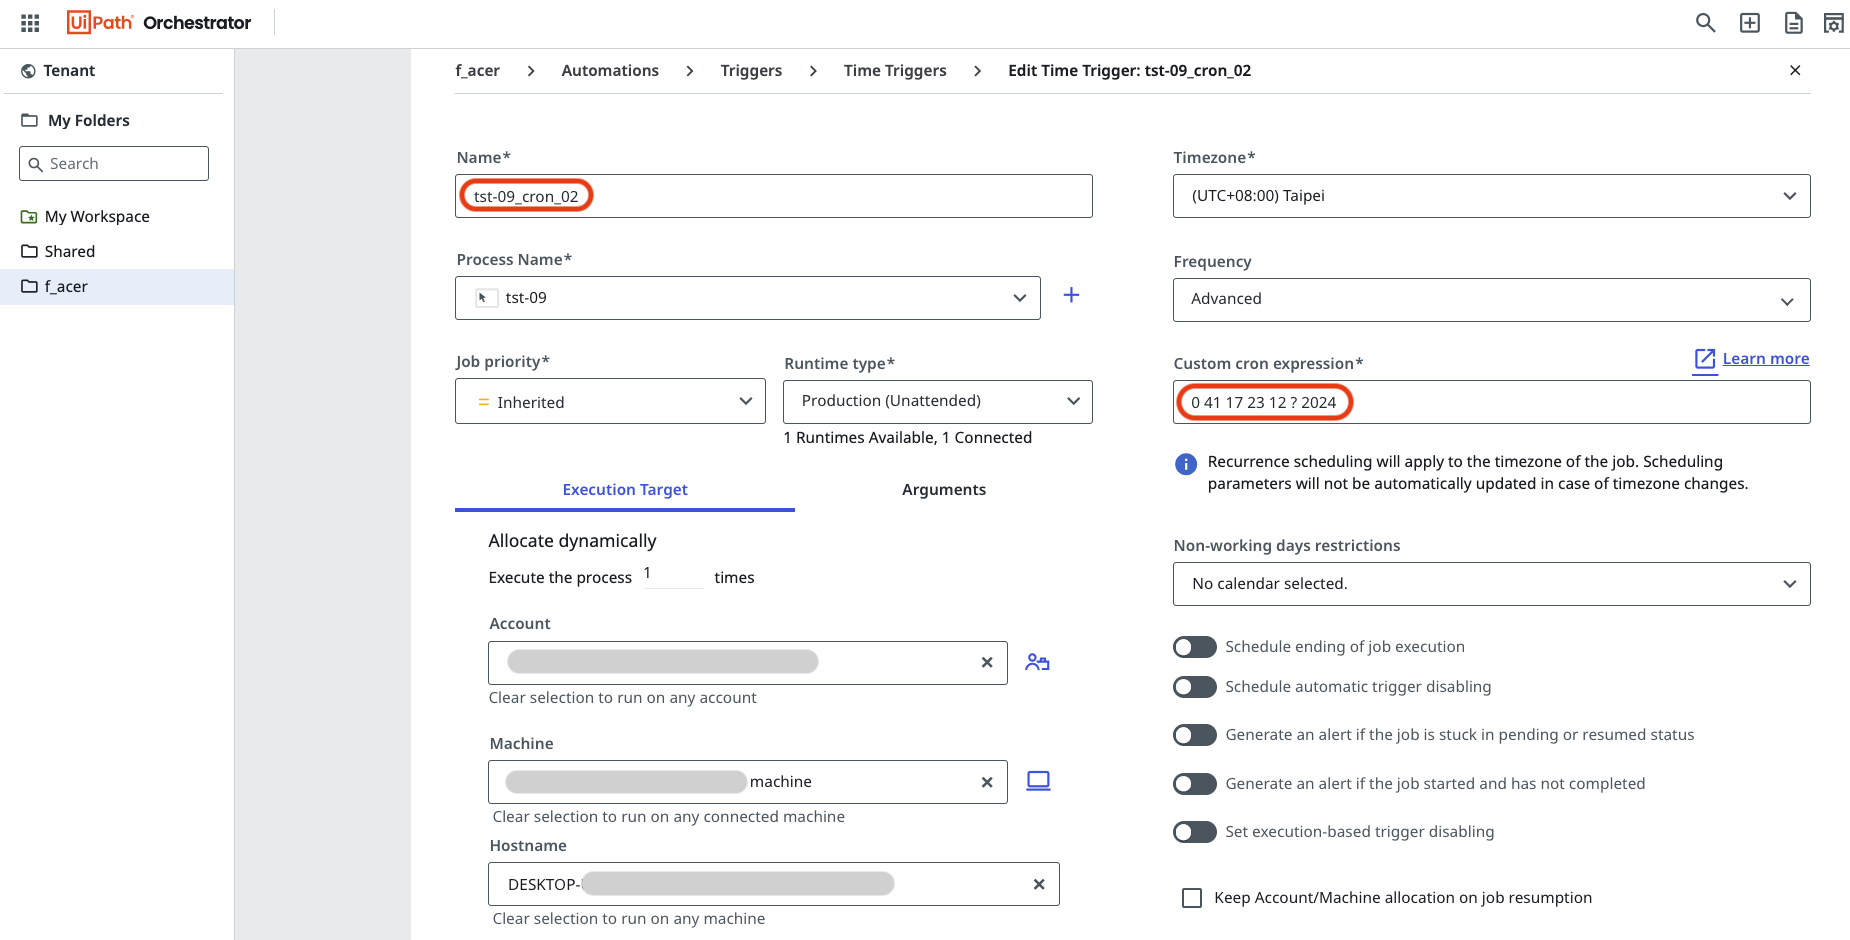 UiPath Orchestrator
Tenant
My Folders
Search
My Workspace
Shared
f_acer
f_acer > Automations > Triggers > Time Triggers > Edit Time Trigger: tst-09_cron_02
Name*
tst-09_cron_02
Process Name*
tst-09
Job priority*
Inherited
Runtime type*
Production (Unattended)
1 Runtimes Available, 1 Connected
Execution Target
Arguments
Allocate dynamically
Execute the process 1 times
Account
Clear selection to run on any account
Machine
machine
Clear selection to run on any connected machine
Hostname
DESKTOP-
Clear selection to run on any machine
Timezone*
(UTC+08:00) Taipei
Frequency
Advanced
Custom cron expression*
Learn more
0 41 17 23 12 ? 2024
Recurrence scheduling will apply to the timezone of the job. Scheduling
parameters will not be automatically updated in case of timezone changes.
Non-working days restrictions
No calendar selected.
Schedule ending of job execution
Schedule automatic trigger disabling
Generate an alert if the job is stuck in pending or resumed status
Generate an alert if the job started and has not completed
Set execution-based trigger disabling
Keep Account/Machine allocation on job resumption